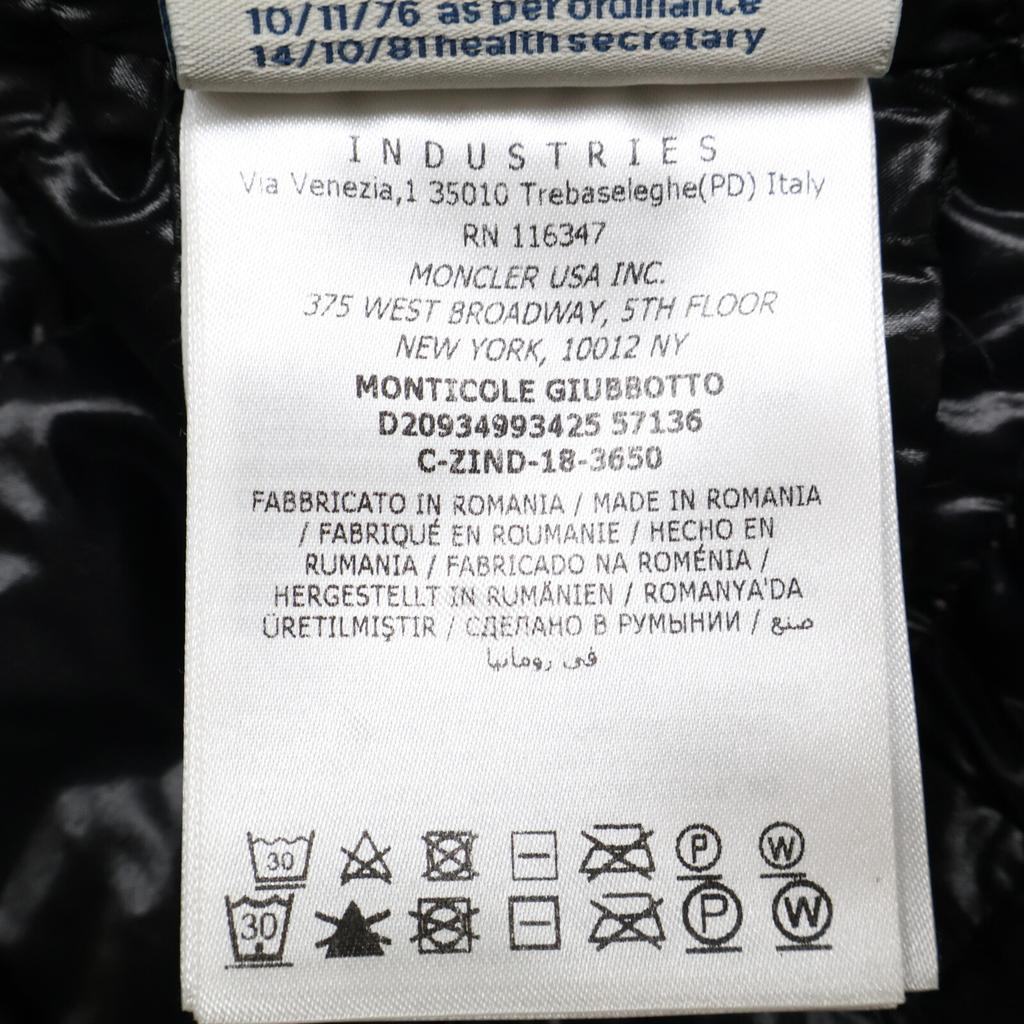 10/11/76 as per ordinance
14/10/81 health secretary
INDUSTRIES
Via Venezia,1 35010 Trebaseleghe(PD) Italy
RN 116347
MONCLER USA INC.
375 WEST BROADWAY, 5TH FLOOR
NEW YORK, 10012 NY
MONTICOLE GIUBBOTTO
D20934993425 57136
C-ZIND-18-3650
FABBRICATO IN ROMANIA / MADE IN ROMANIA
/ FABRIQUÉ EN ROUMANIE / HECHO EN
RUMANIA / FABRICADO NA ROMÉNIA /
HERGESTELLT IN RUMÄNIEN / ROMANYA'DA
ÜRETILMIŞTIR / СДЕЛАНО В РУМЫНИИ / صنع
في رومانيا
30 P W
30 P W